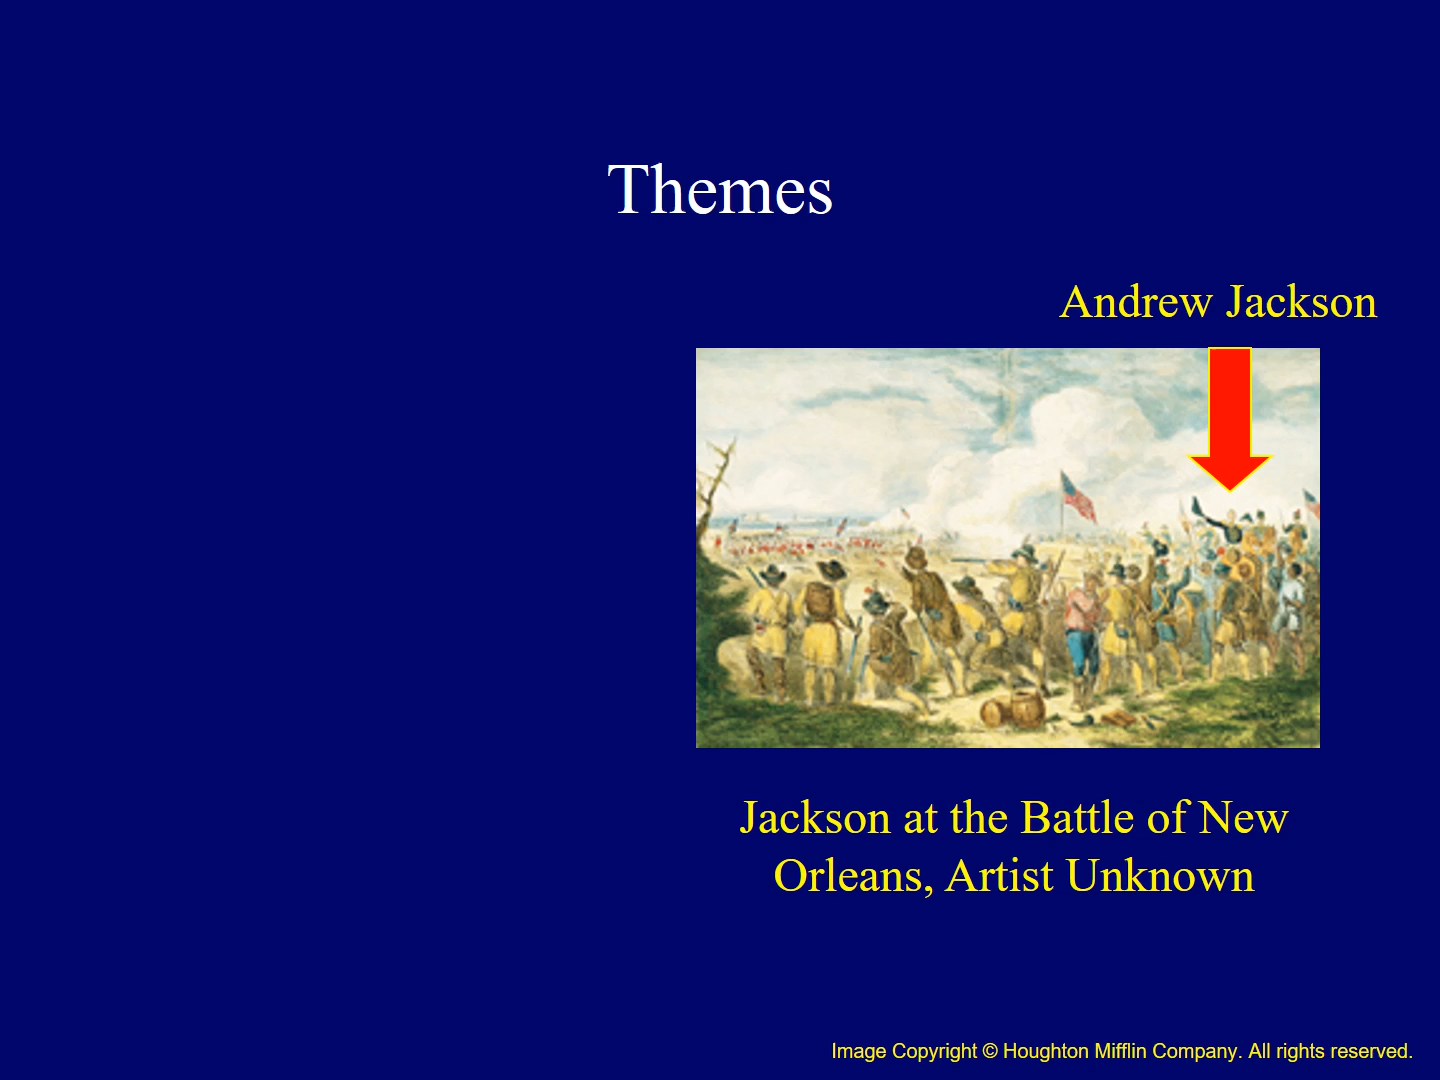 Themes
Andrew Jackson
Jackson at the Battle of New
Orleans, Artist Unknown
Image Copyright © Houghton Mifflin Company. All rights reserved.